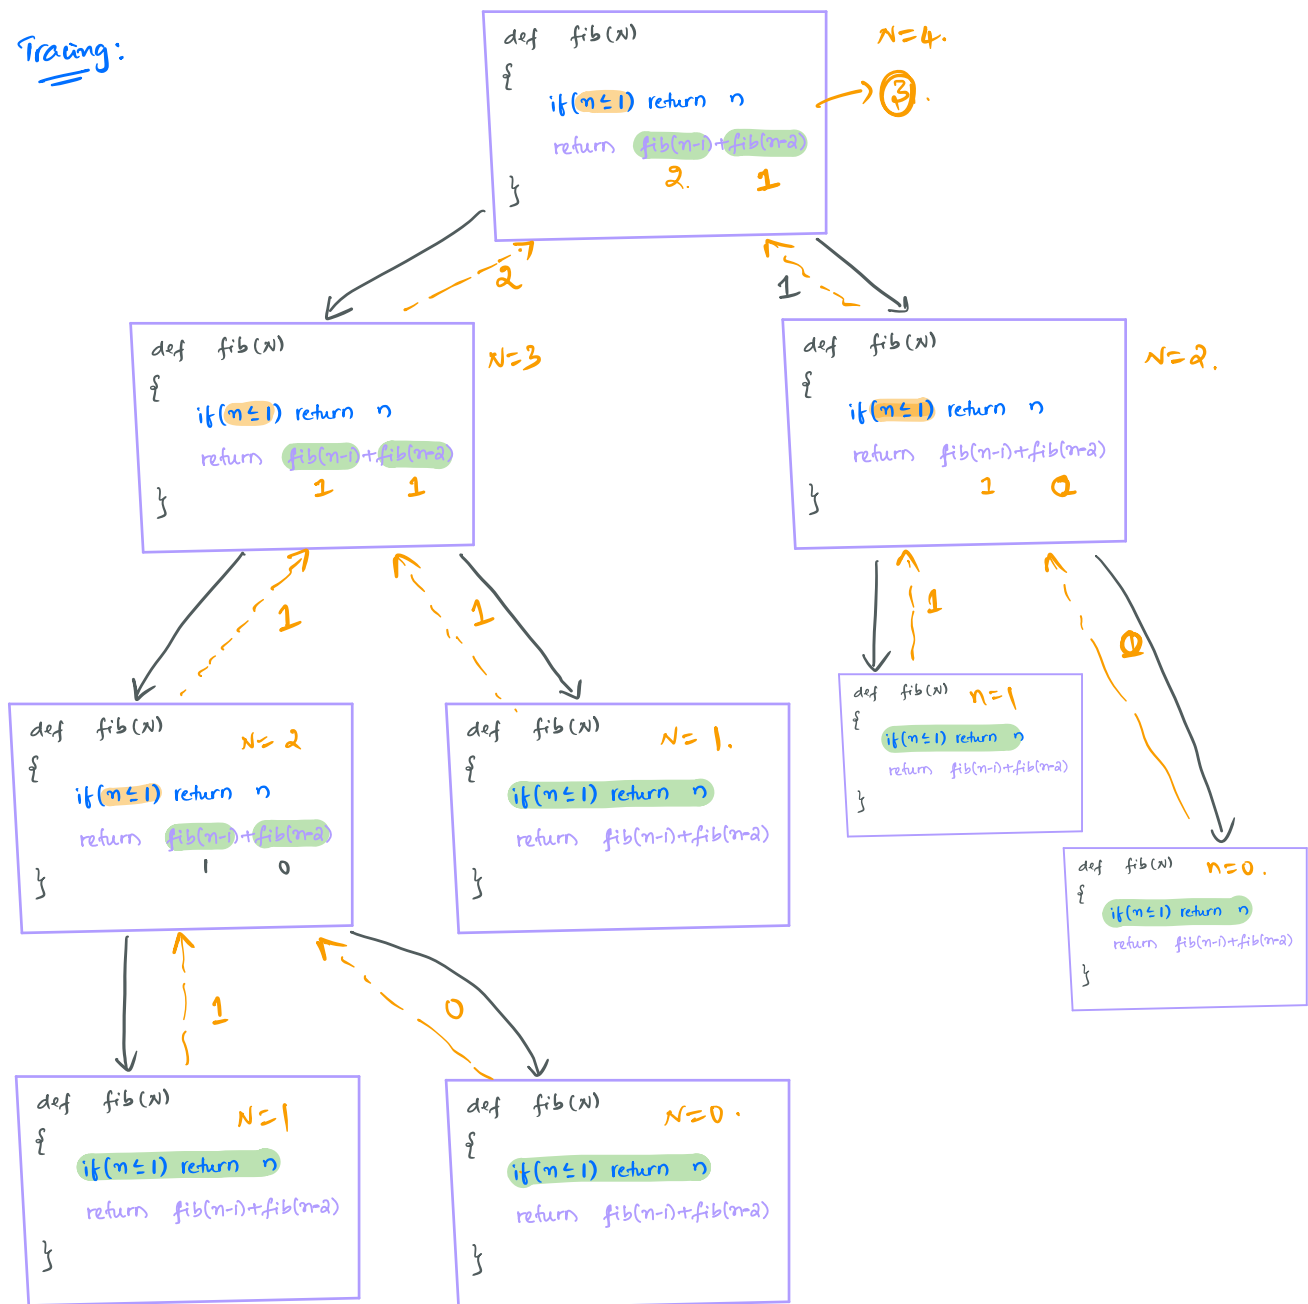 Tracing:
def fib(N) N=4.
{
if(n≤1) return n → 3.
return fib(n-1)+fib(n-2)
2. 1
}
2 1
def fib(N) N=3
{
if(n≤1) return n
return fib(n-1)+fib(n-2)
1 1
}
def fib(N) N=2.
{
if(n≤1) return n
return fib(n-1)+fib(n-2)
1 0
}
1 1 1 0
def fib(N) N=2
{
if(n≤1) return n
return fib(n-1)+fib(n-2)
1 0
}
def fib(N) N=1.
{
if(n≤1) return n
return fib(n-1)+fib(n-2)
}
def fib(N) n=1
{
if(n≤1) return n
return fib(n-1)+fib(n-2)
}
def fib(N) n=0.
{
if(n≤1) return n
return fib(n-1)+fib(n-2)
}
1 0
def fib(N) N=1
{
if(n≤1) return n
return fib(n-1)+fib(n-2)
}
def fib(N) N=0.
{
if(n≤1) return n
return fib(n-1)+fib(n-2)
}